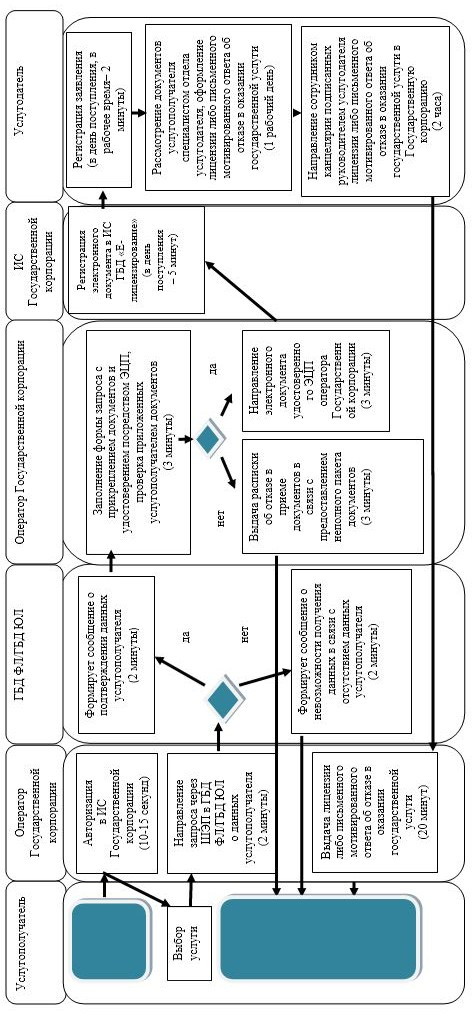 Услугополучатель
Оператор
Государственной
корпорации
ГБД ФЛ/ГБД ЮЛ
Оператор Государственной корпорации
ИС
Государственной
корпорации
Услугодатель
Выбор
услуги
Авторизация
в ИС
Государственной
корпорации
(10-15 секунд)
Направление
запроса через
ШЭП в ГБД
ФЛ/ГБД ЮЛ
о данных
услугополучателя
(2 минуты)
Выдача лицензии
либо письменного
мотивированного
ответа об отказе в
оказании
государственной
услуги
(20 минут)
Формирует сообщение о
подтверждении данных
услугополучателя
(2 минуты)
да
нет
Формирует сообщение о
невозможности получения
данных в связи с
отсутствием данных
услугополучателя
(2 минуты)
Заполнение формы запроса с
прикреплением документов и
удостоверением посредством ЭЦП,
проверка приложенных
услугополучателем документов
(3 минуты)
нет
да
Выдача расписки
об отказе в
приеме
документов в
связи с
предоставлением
неполного пакета
документов
(3 минуты)
Направление
электронного
документа
удостоверенно
го ЭЦП
оператора
Государственн
ой корпорации
(3 минуты)
Регистрация
электронного
документа в ИС
ГБД «Е-
лицензирование»
(в день
поступления
– 5 минут)
Регистрация заявления
(в день поступления, в
рабочее время– 2
минуты)
Рассмотрение документов
услугополучателя
специалистом отдела
услугодателя, оформление
лицензии либо письменного
мотивированного ответа об
отказе в оказании
государственной услуги
(1 рабочий день)
Направление сотрудником
канцелярии подписанных
руководителем услугодателя
лицензии либо письменного
мотивированного ответа об
отказе в оказании
государственной услуги в
Государственную
корпорацию
(2 часа)